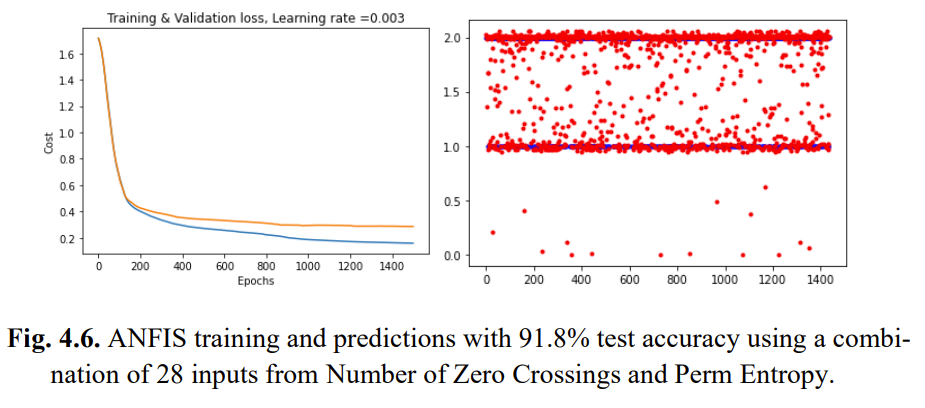 Training & Validation loss, Learning rate =0.003
1.6
1.4
1.2
1.0
0.8
0.6
0.4
0.2
Cost
0 200 400 600 800 1000 1200 1400
Epochs
2.0
1.5
1.0
0.5
0.0
0 200 400 600 800 1000 1200 1400
Fig. 4.6. ANFIS training and predictions with 91.8% test accuracy using a combi-
nation of 28 inputs from Number of Zero Crossings and Perm Entropy.